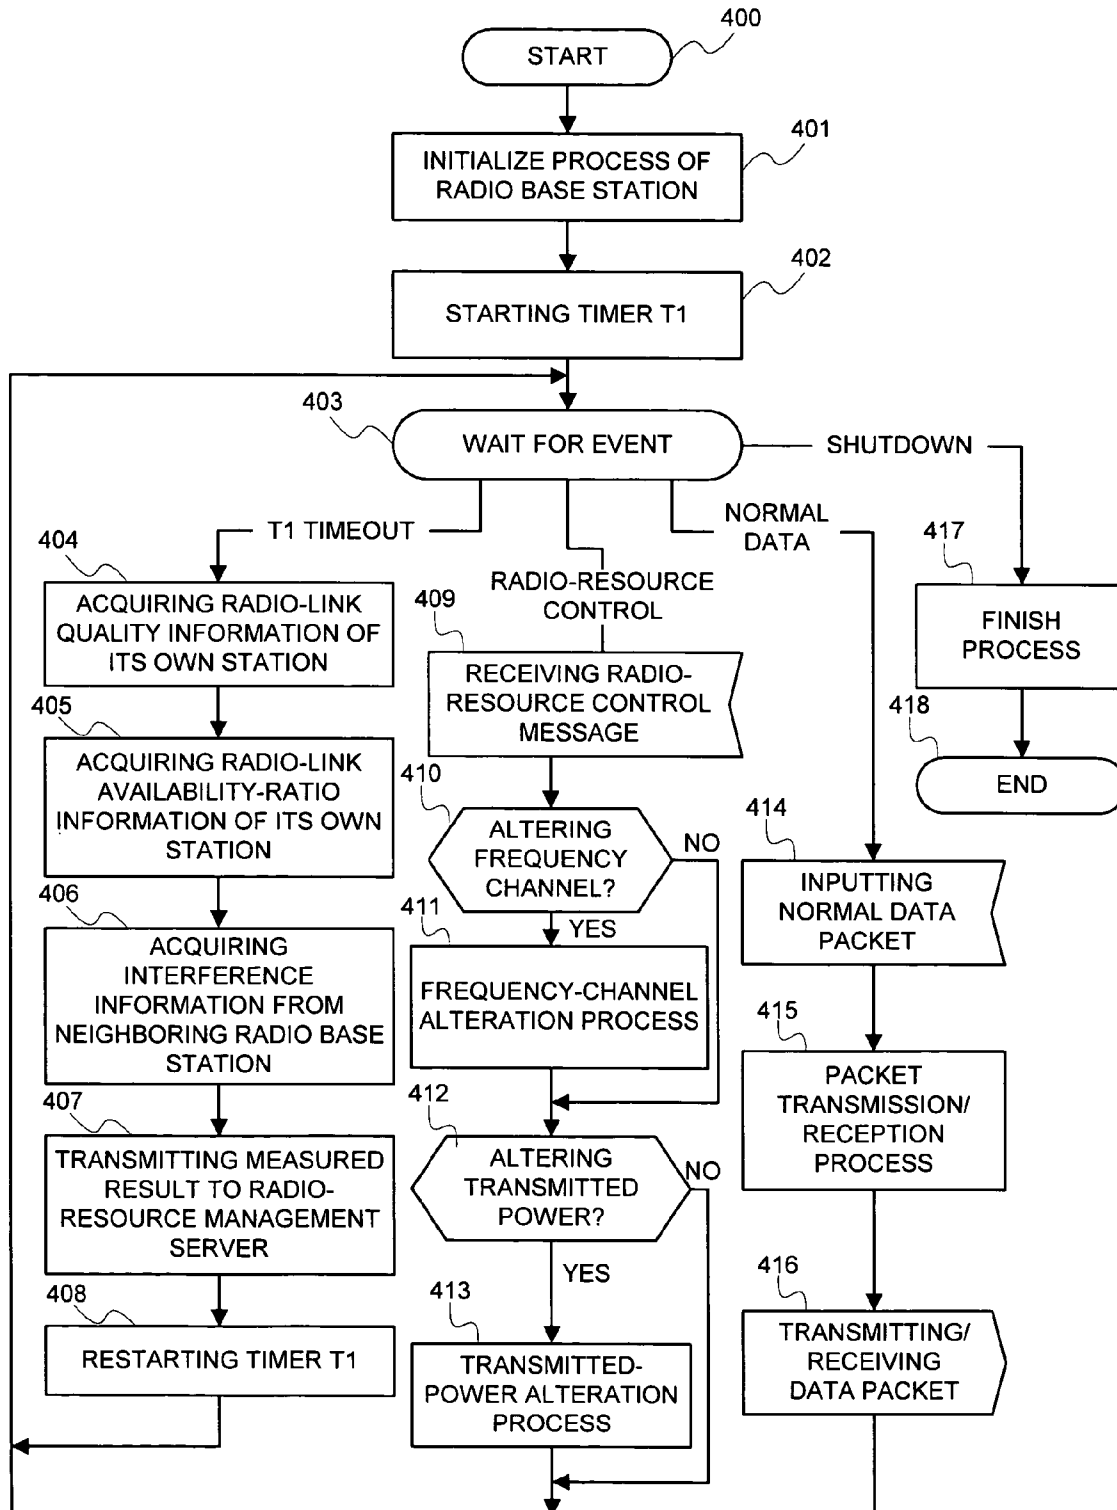 400
START
401
INITIALIZE PROCESS OF
RADIO BASE STATION
402
STARTING TIMER T1
403
WAIT FOR EVENT
SHUTDOWN
T1 TIMEOUT
RADIO-RESOURCE
CONTROL
NORMAL
DATA
404
ACQUIRING RADIO-LINK
QUALITY INFORMATION OF
ITS OWN STATION
405
ACQUIRING RADIO-LINK
AVAILABILITY-RATIO
INFORMATION OF ITS OWN
STATION
406
ACQUIRING
INTERFERENCE
INFORMATION FROM
NEIGHBORING RADIO BASE
STATION
407
TRANSMITTING MEASURED
RESULT TO RADIO-
RESOURCE MANAGEMENT
SERVER
408
RESTARTING TIMER T1
409
RECEIVING RADIO-
RESOURCE CONTROL
MESSAGE
410
ALTERING
FREQUENCY
CHANNEL?
NO
YES
411
FREQUENCY-CHANNEL
ALTERATION PROCESS
412
ALTERING
TRANSMITTED
POWER?
NO
YES
413
TRANSMITTED-
POWER ALTERATION
PROCESS
414
INPUTTING
NORMAL DATA
PACKET
415
PACKET
TRANSMISSION/
RECEPTION
PROCESS
416
TRANSMITTING/
RECEIVING
DATA PACKET
417
FINISH
PROCESS
418
END